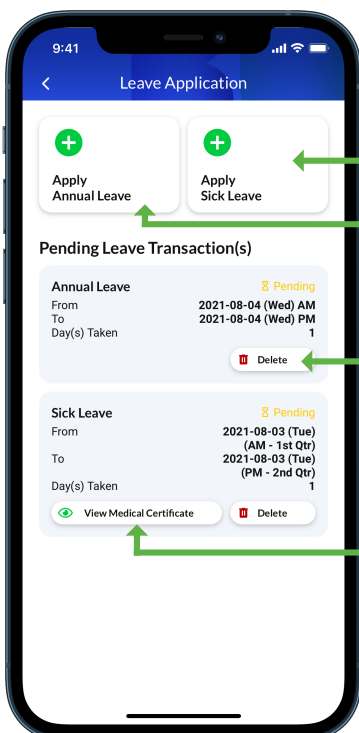 9:41
Leave Application
Apply
Annual Leave
Apply
Sick Leave
Pending Leave Transaction(s)
Annual Leave Pending
From 2021-08-04 (Wed) AM
To 2021-08-04 (Wed) PM
Day(s) Taken 1
Delete
Sick Leave Pending
From 2021-08-03 (Tue)
(AM - 1st Qtr)
To 2021-08-03 (Tue)
(PM - 2nd Qtr)
Day(s) Taken 1
View Medical Certificate Delete